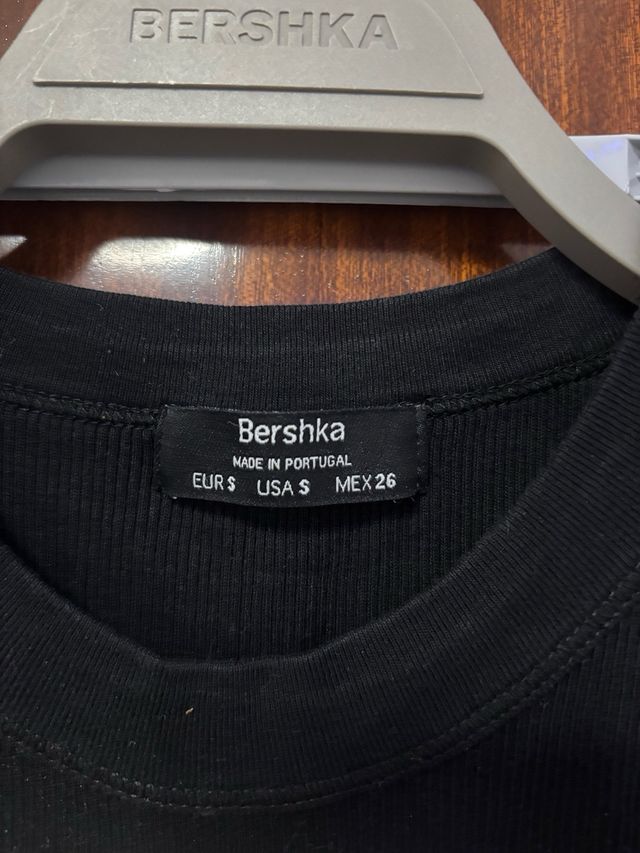 BERSHKA
Bershka
MADE IN PORTUGAL
EUR S USA S MEX 26